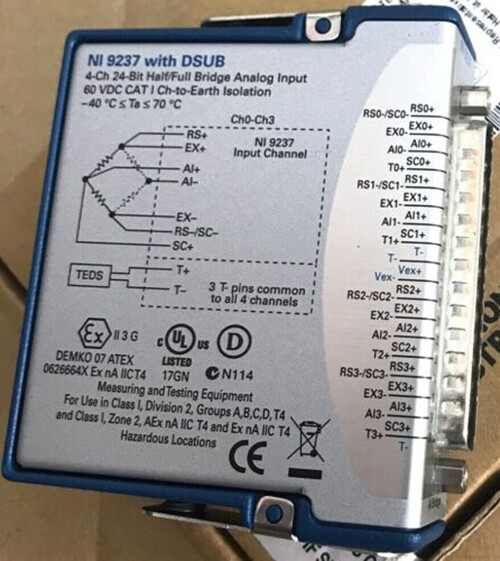 NI 9237 with DSUB
4-Ch 24-Bit Half/Full Bridge Analog Input
60 VDC CAT I Ch-to-Earth Isolation
–40 °C ≤ Ta ≤ 70 °C
Ch0-Ch3
NI 9237
Input Channel
RS+
EX+
AI+
AI–
EX–
RS–/SC–
SC+
TEDS
T+
T–
3 T- pins common
to all 4 channels
RS0+
RS0-/SC0-
EX0+
EX0-
AI0+
AI0-
SC0+
T0+
RS1+
RS1-/SC1-
EX1+
EX1-
AI1+
AI1-
SC1+
T1+
T-
T-
Vex+
Vex-
RS2+
RS2-/SC2-
EX2+
EX2-
AI2+
AI2-
SC2+
T2+
RS3+
RS3-/SC3-
EX3+
EX3-
AI3+
AI3-
SC3+
T3+
T-
Ex II 3 G
c UL US
LISTED
17GN
D
N114
DEMKO 07 ATEX
0626664X Ex nA IICT4
Measuring and Testing Equipment
For Use in Class I, Division 2, Groups A,B,C,D, T4
and Class I, Zone 2, AEx nA IIC T4 and Ex nA IIC T4
Hazardous Locations
CE